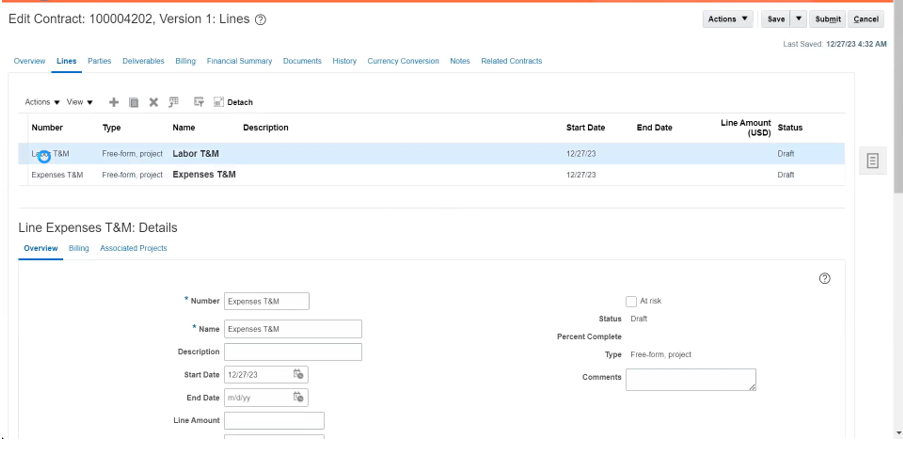 Edit Contract: 100004202, Version 1: Lines
Actions Save Submit Cancel
Last Saved 12/27/23 4:32 AM
Overview Lines Parties Deliverables Billing Financial Summary Documents History Currency Conversion Notes Related Contracts
Actions View Detach
Number Type Name Description Start Date End Date Line Amount (USD) Status
Labor T&M Free-form, project Labor T&M 12/27/23 Draft
Expenses T&M Free-form, project Expenses T&M 12/27/23 Draft
Line Expenses T&M: Details
Overview Billing Associated Projects
* Number Expenses T&M
* Name Expenses T&M
Description
Start Date 12/27/23
End Date m/d/yy
Line Amount
At risk
Status Draft
Percent Complete
Type Free-form, project
Comments